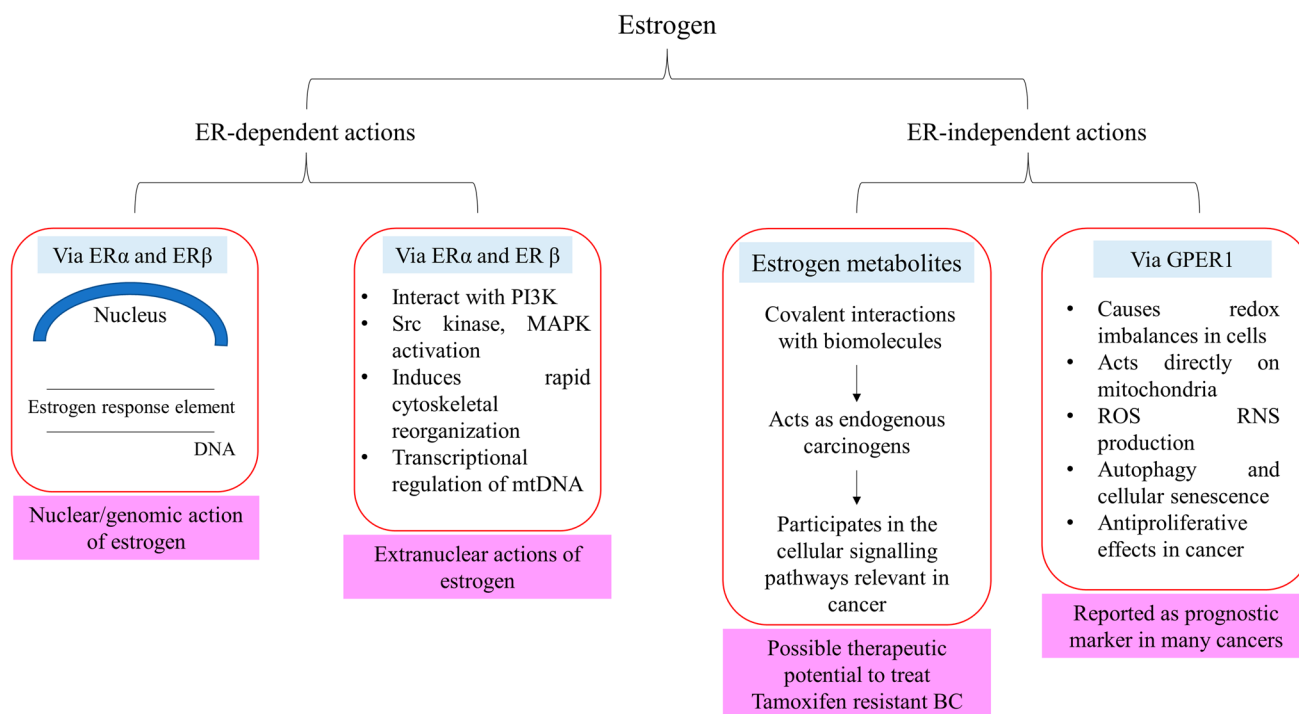 Estrogen
ER-dependent actions
ER-independent actions
Via ERα and ERβ
Nucleus
Estrogen response element
DNA
Nuclear/genomic action
of estrogen
Via ERα and ER β
• Interact with PI3K
• Src kinase, MAPK
activation
• Induces rapid
cytoskeletal
reorganization
• Transcriptional
regulation of mtDNA
Extranuclear actions of
estrogen
Estrogen metabolites
Covalent interactions
with biomolecules
Acts as endogenous
carcinogens
Participates in the
cellular signalling
pathways relevant in
cancer
Possible therapeutic
potential to treat
Tamoxifen resistant BC
Via GPER1
• Causes redox
imbalances in cells
• Acts directly on
mitochondria
• ROS RNS
production
• Autophagy and
cellular senescence
• Antiproliferative
effects in cancer
Reported as prognostic
marker in many cancers